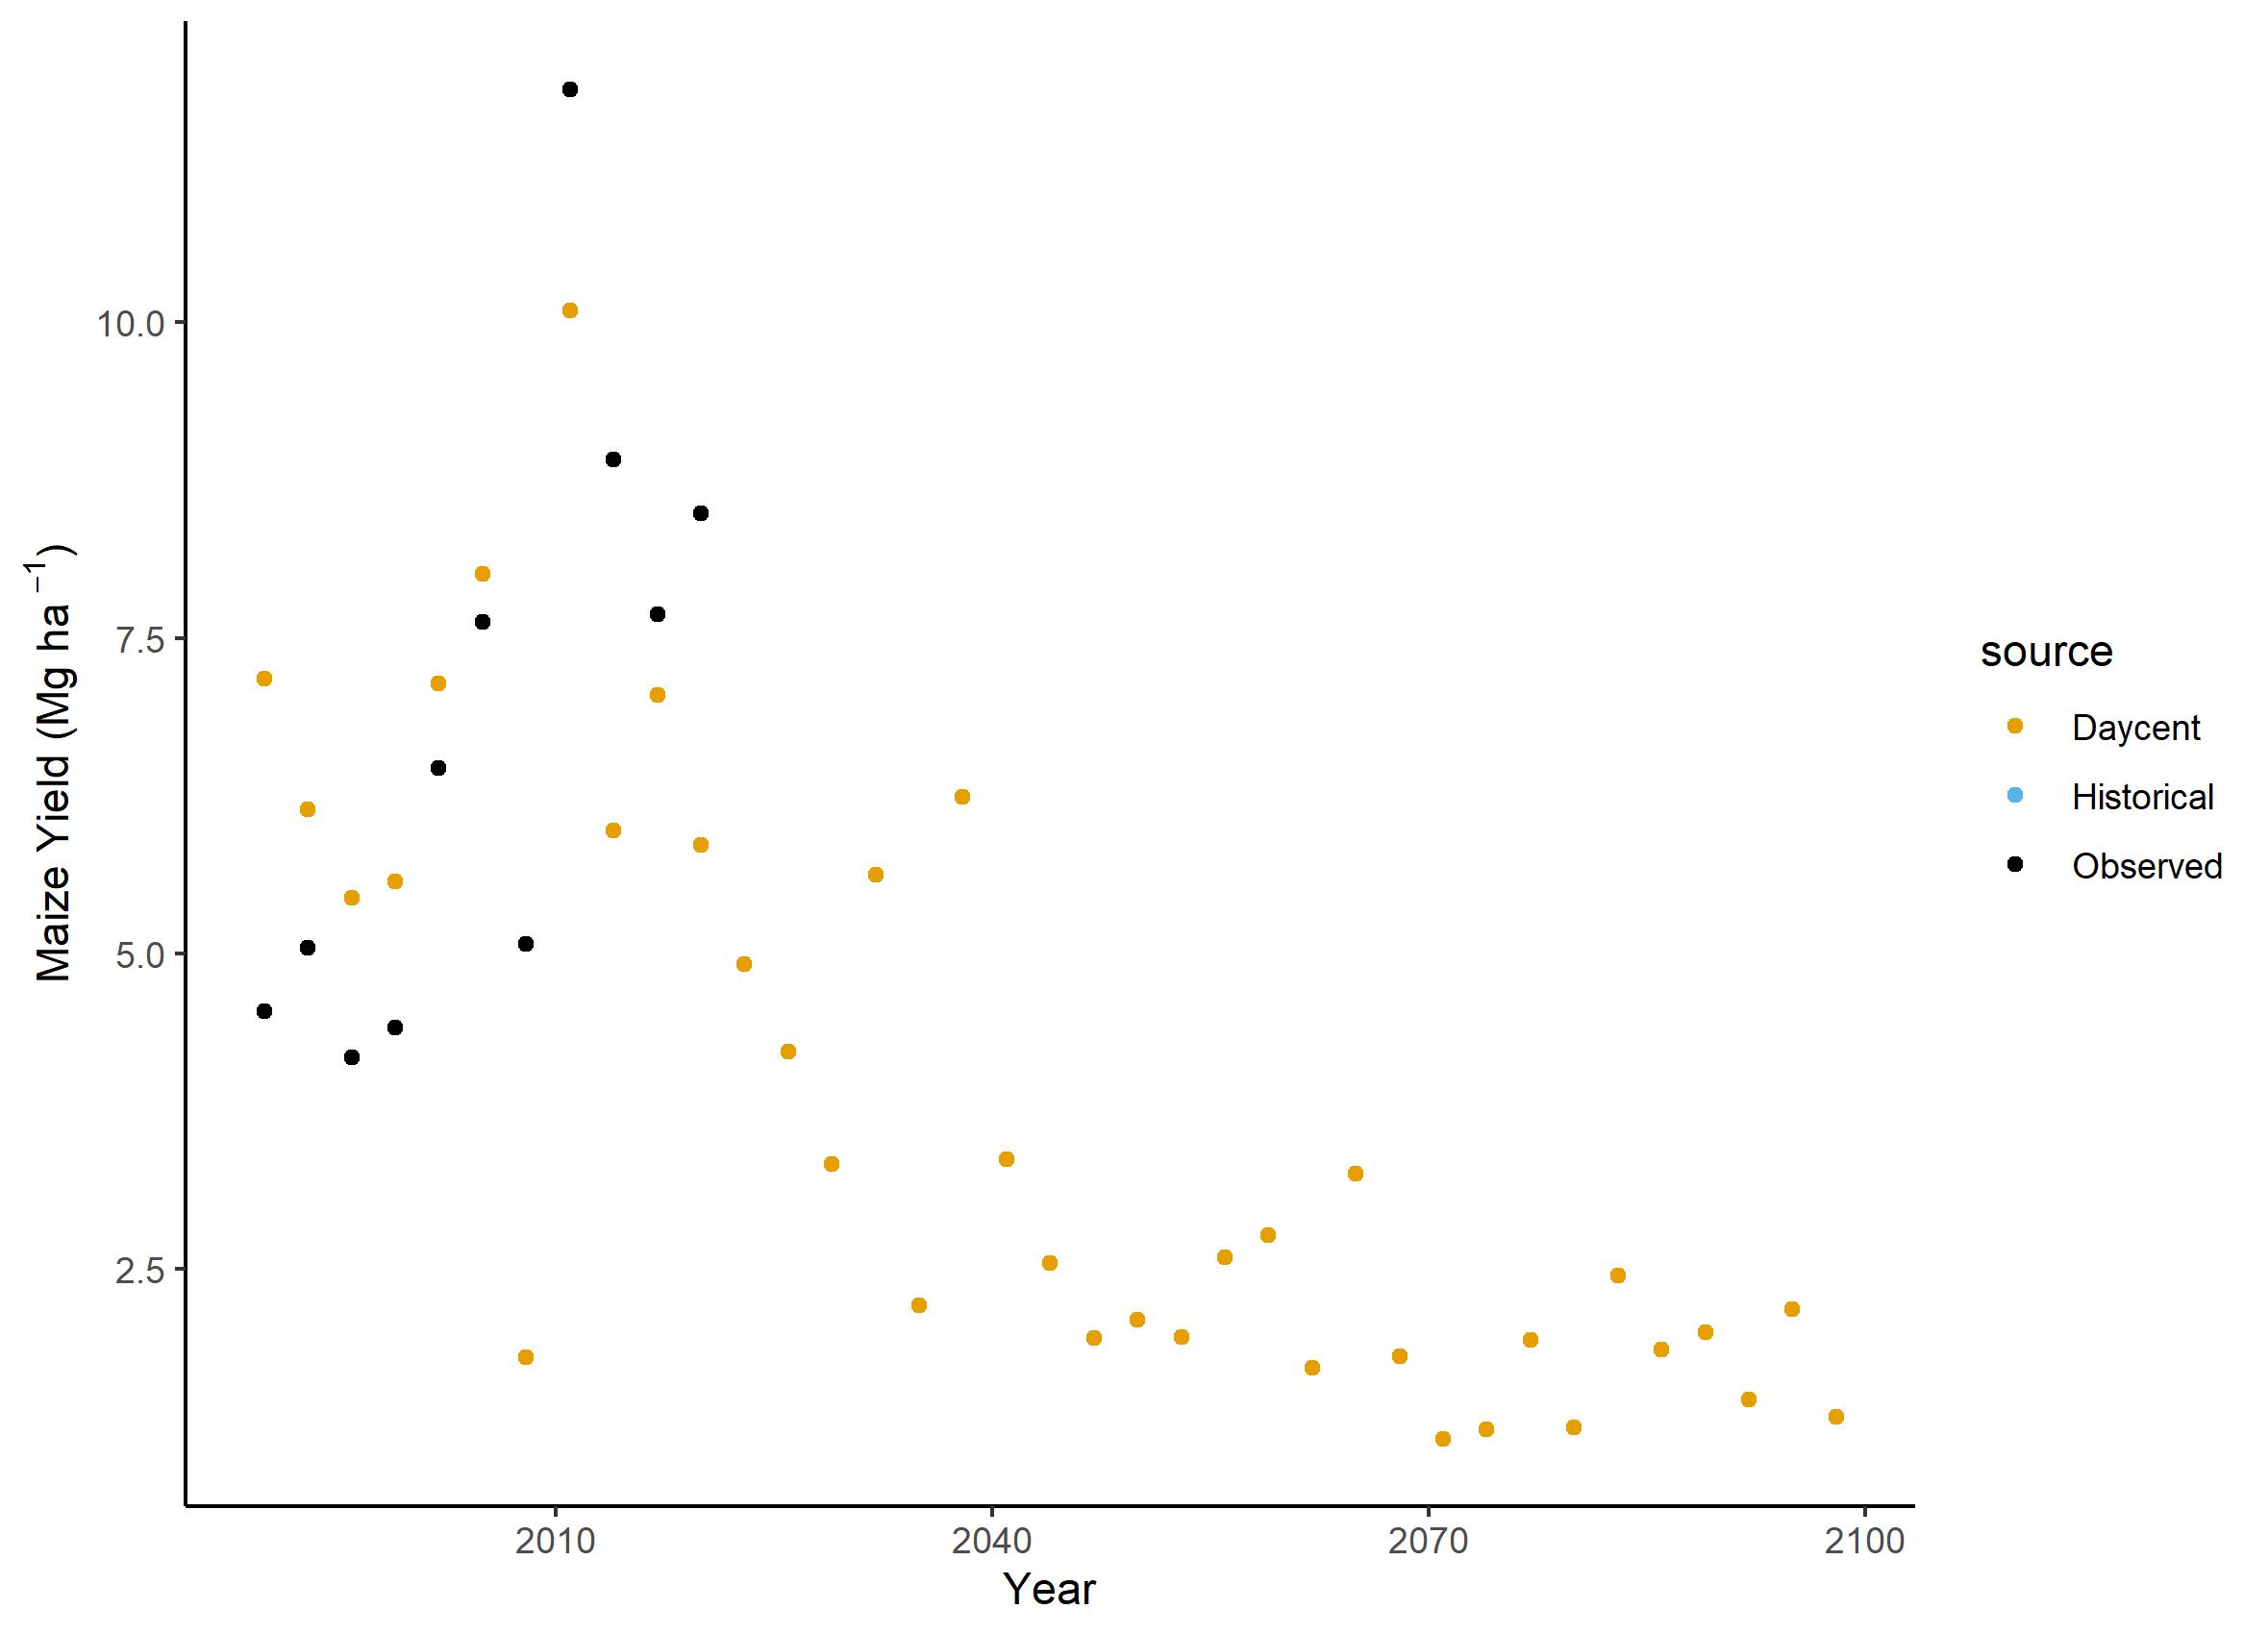 10.0
7.5
5.0
2.5
Maize Yield (Mg ha⁻¹)
2010
2040
2070
2100
Year
source
Daycent
Historical
Observed